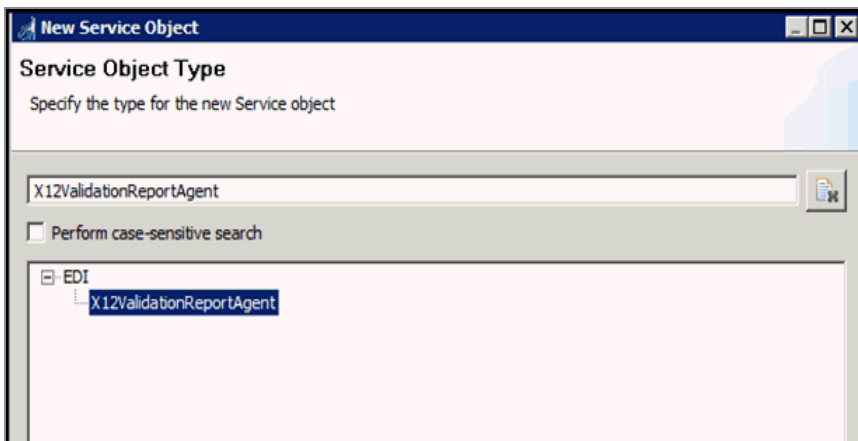 New Service Object
Service Object Type
Specify the type for the new Service object
X12ValidationReportAgent
Perform case-sensitive search
EDI
X12ValidationReportAgent